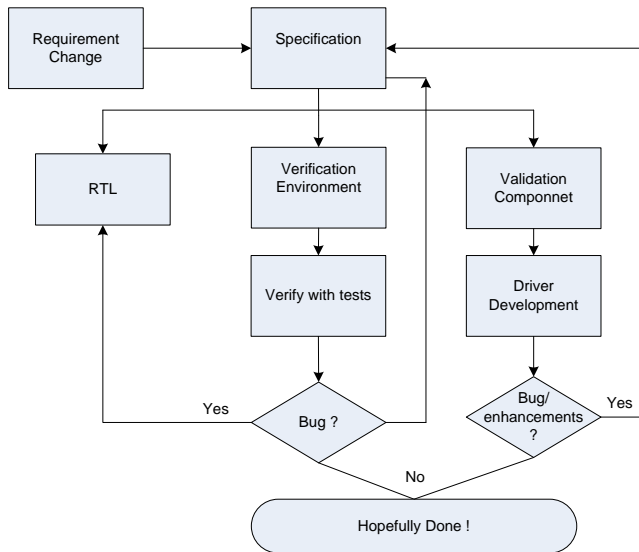 Requirement
Change
Specification
RTL
Verification
Environment
Validation
Componnet
Verify with tests
Driver
Development
Yes
Bug ?
Bug/
enhancements
?
Yes
No
Hopefully Done !